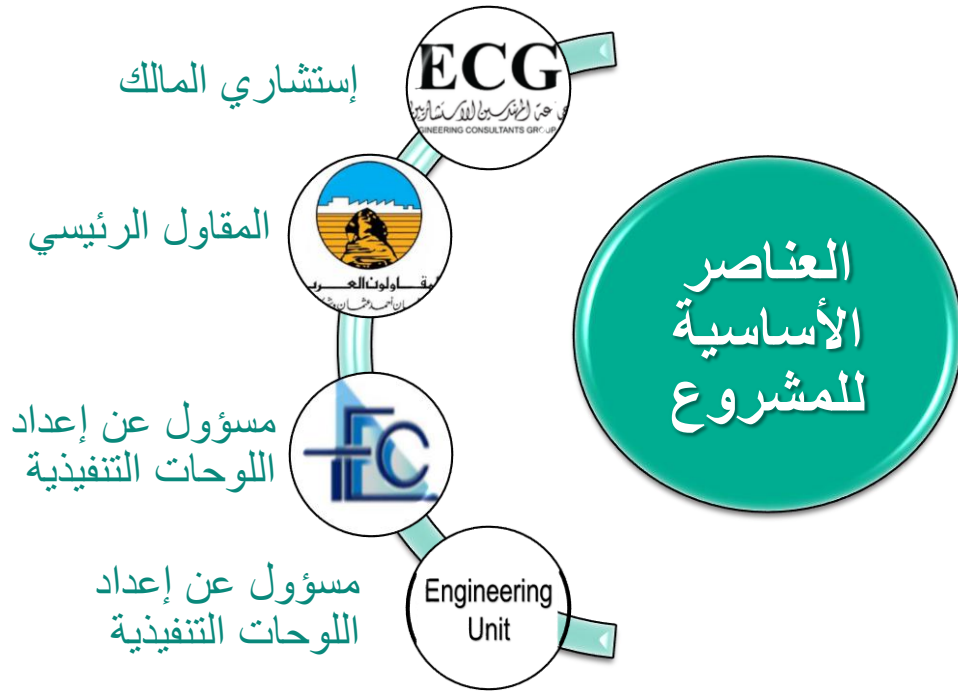 إستشاري المالك
ECG
ENGINEERING CONSULTANTS GROUP
المقاول الرئيسي
المقاولون العرب
مسؤول عن إعداد
اللوحات التنفيذية
EC
مسؤول عن إعداد
اللوحات التنفيذية
Engineering
Unit
العناصر
الأساسية
للمشروع